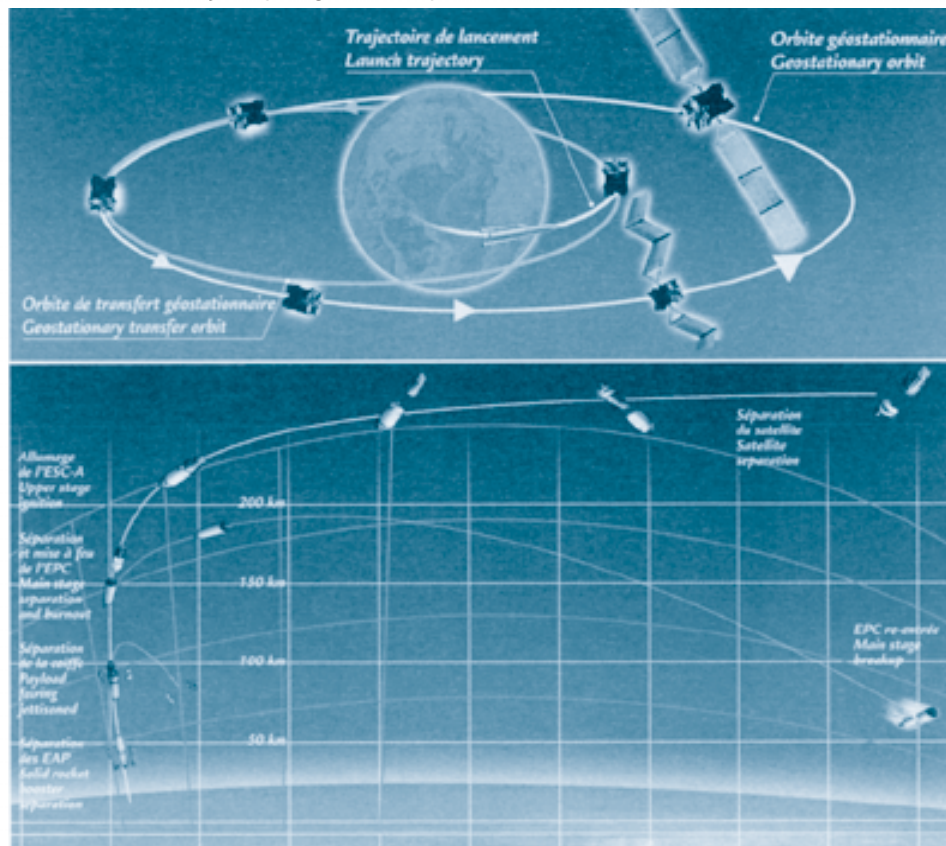 Trajectoire de lancement
Launch trajectory
Orbite géostationnaire
Geostationary orbit
Orbite de transfert géostationnaire
Geostationary transfer orbit
Séparation
du satellite
Satellite
separation
Allumage
de l'ESC-A
Upper stage
ignition
200 km
Séparation
et mise à feu
de l'EPC
Main stage
separation
and burnout
150 km
EPC re-entrée
Main stage
breakup
Séparation
de la coiffe
Payload
fairing
jettisoned
100 km
Séparation
des EAP
Solid rocket
booster
separation
50 km